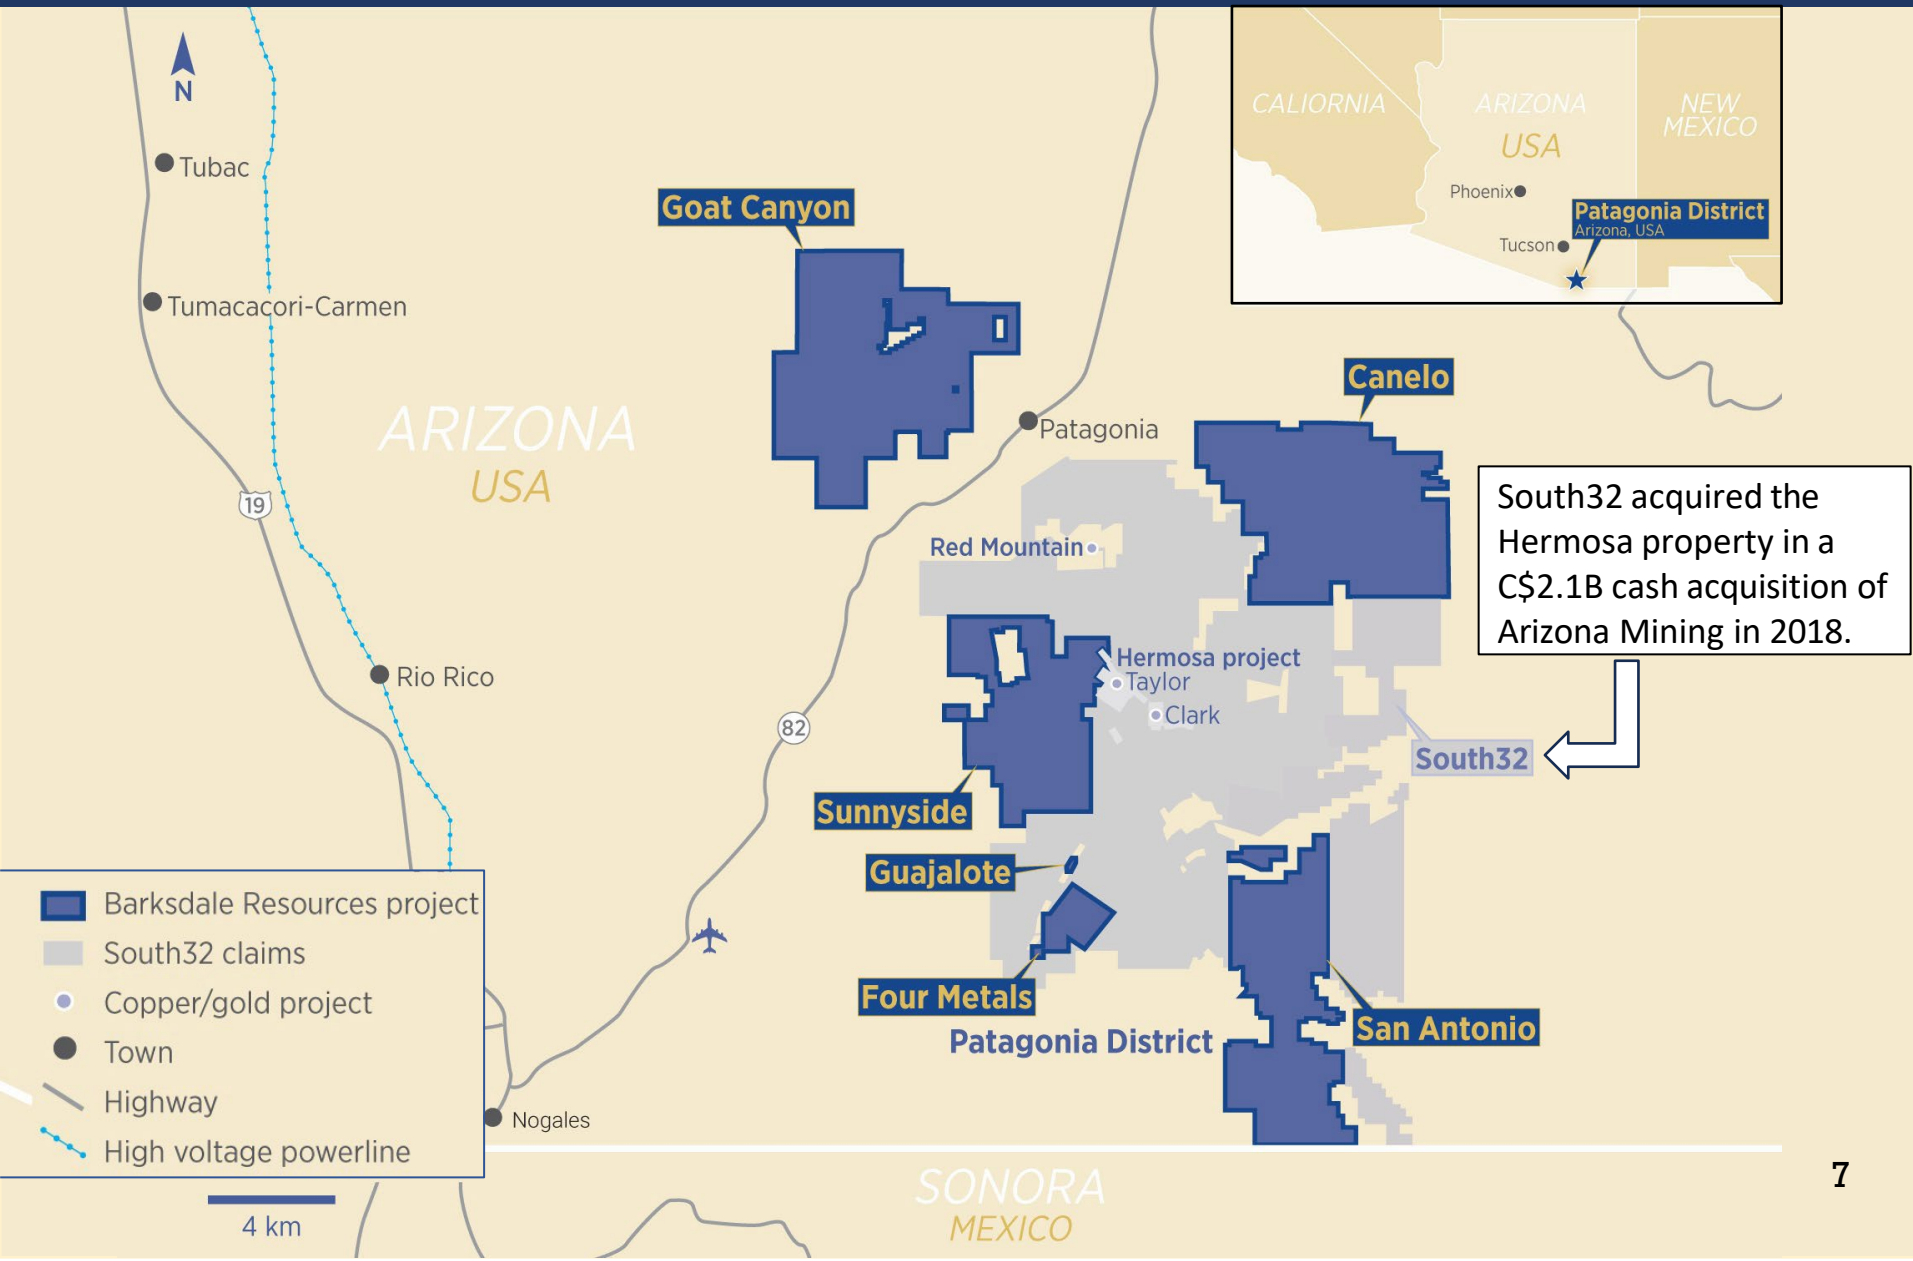 N
Tubac
Tumacacori-Carmen
ARIZONA
USA
19
Rio Rico
Goat Canyon
Patagonia
82
CALIORNIA
ARIZONA
USA
NEW
MEXICO
Phoenix
Tucson
Patagonia District
Arizona, USA
Canelo
South32 acquired the
Hermosa property in a
C$2.1B cash acquisition of
Arizona Mining in 2018.
Red Mountain
Hermosa project
Taylor
Clark
South32
Sunnyside
Guajalote
Four Metals
Patagonia District
San Antonio
Barksdale Resources project
South32 claims
Copper/gold project
Town
Highway
High voltage powerline
Nogales
4 km
SONORA
MEXICO
7